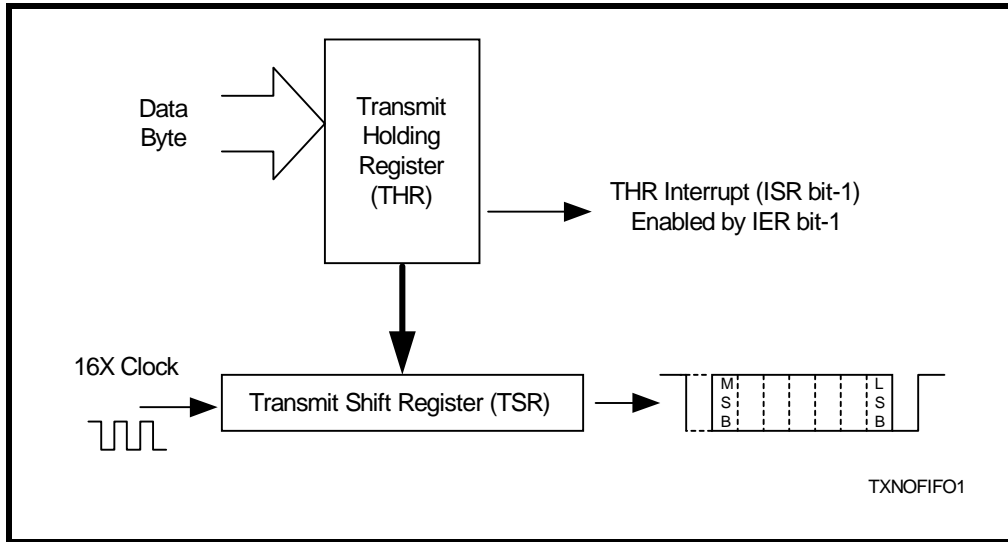 Data
Byte
Transmit
Holding
Register
(THR)
THR Interrupt (ISR bit-1)
Enabled by IER bit-1
16X Clock
Transmit Shift Register (TSR)
M
S
B
L
S
B
TXNOFIFO1